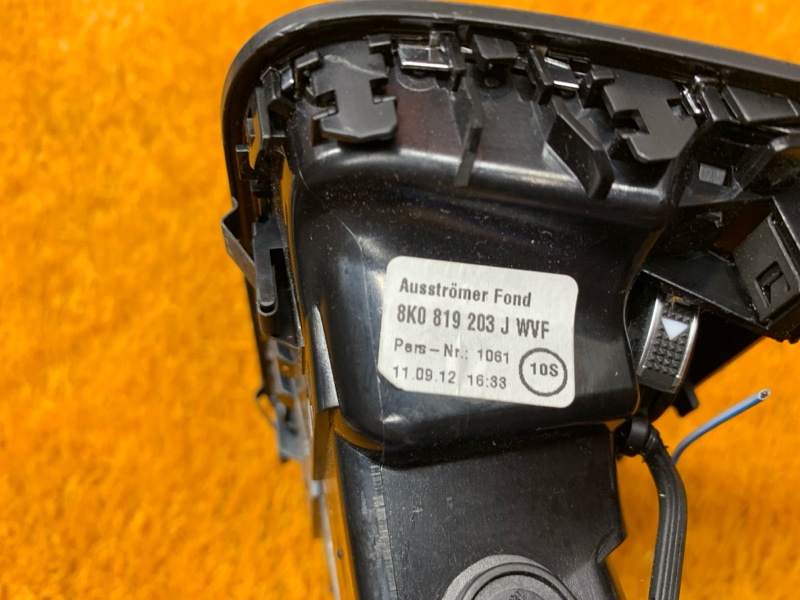 Ausströmer Fond
8K0 819 203 J WVF
Pers-Nr.: 1061
11.09.12 16:33
10S